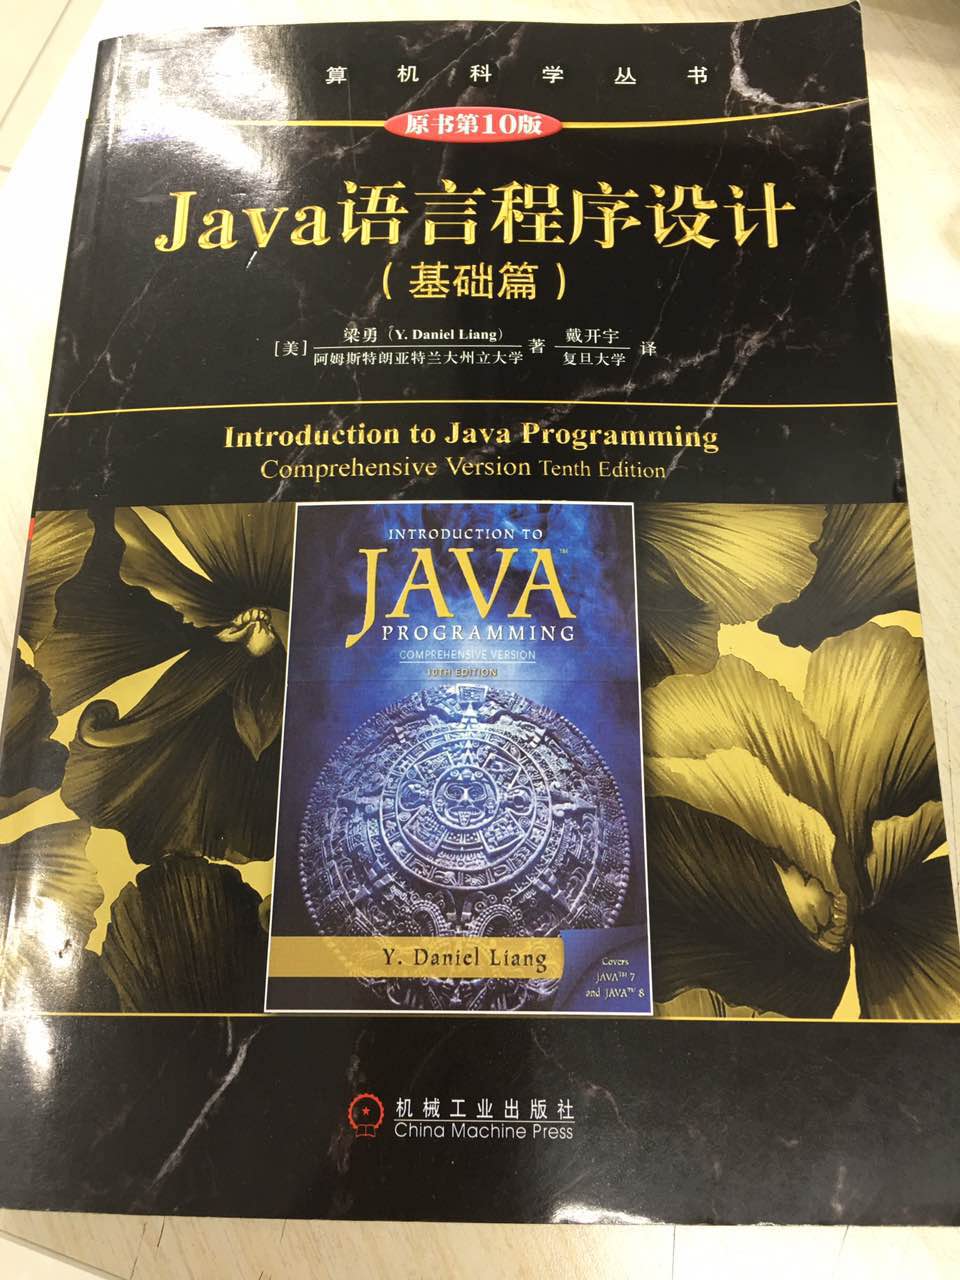 算机科学丛书
原书第10版
Java语言程序设计
（基础篇）
[美] 梁勇（Y. Daniel Liang） 著 戴开宇 译
阿姆斯特朗亚特兰大州立大学 复旦大学
Introduction to Java Programming
Comprehensive Version Tenth Edition
INTRODUCTION TO
JAVA™
PROGRAMMING
COMPREHENSIVE VERSION
10TH EDITION
Y. Daniel Liang
Covers
JAVA™ 7
and JAVA™ 8
机械工业出版社
China Machine Press